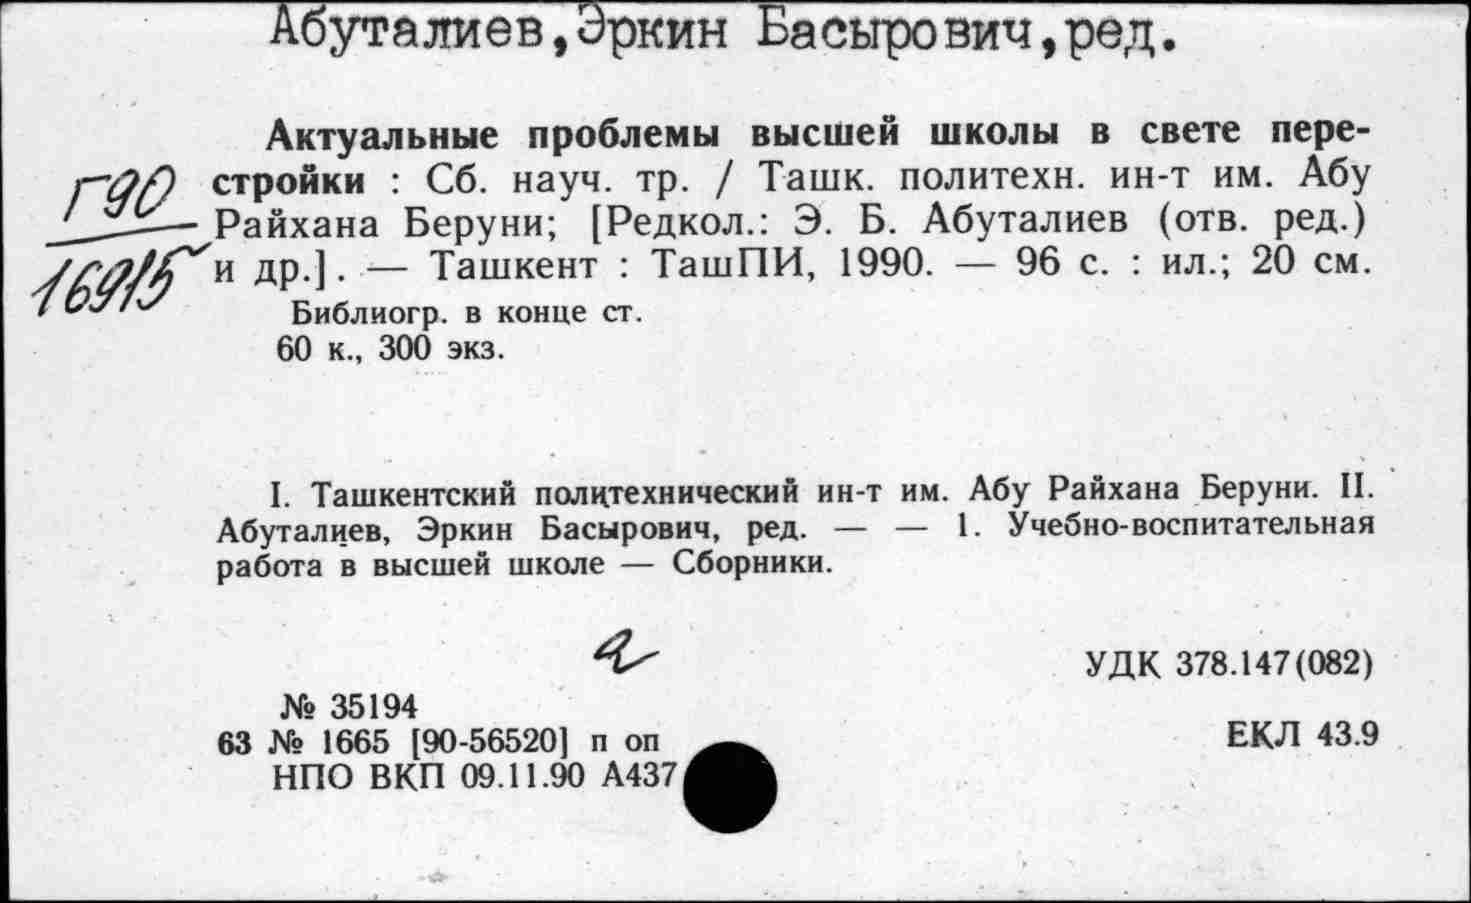 Абуталиев,Эркин Басырович,ред.
Актуальные проблемы высшей школы в свете пере-
стройки : Сб. науч. тр. / Ташк. политехн. ин-т им. Абу
Райхана Беруни; [Редкол.: Э. Б. Абуталиев (отв. ред.)
и др.]. — Ташкент : ТашПИ, 1990. — 96 с. : ил.; 20 см.
Г90
16915
Библиогр. в конце ст.
60 к., 300 экз.
I. Ташкентский политехнический ин-т им. Абу Райхана Беруни. II.
Абуталиев, Эркин Басырович, ред. — — 1. Учебно-воспитательная
работа в высшей школе — Сборники.
УДК 378.147(082)
№ 35194
63 № 1665 [90-56520] п оп
ЕКЛ 43.9
НПО ВКП 09.11.90 А437